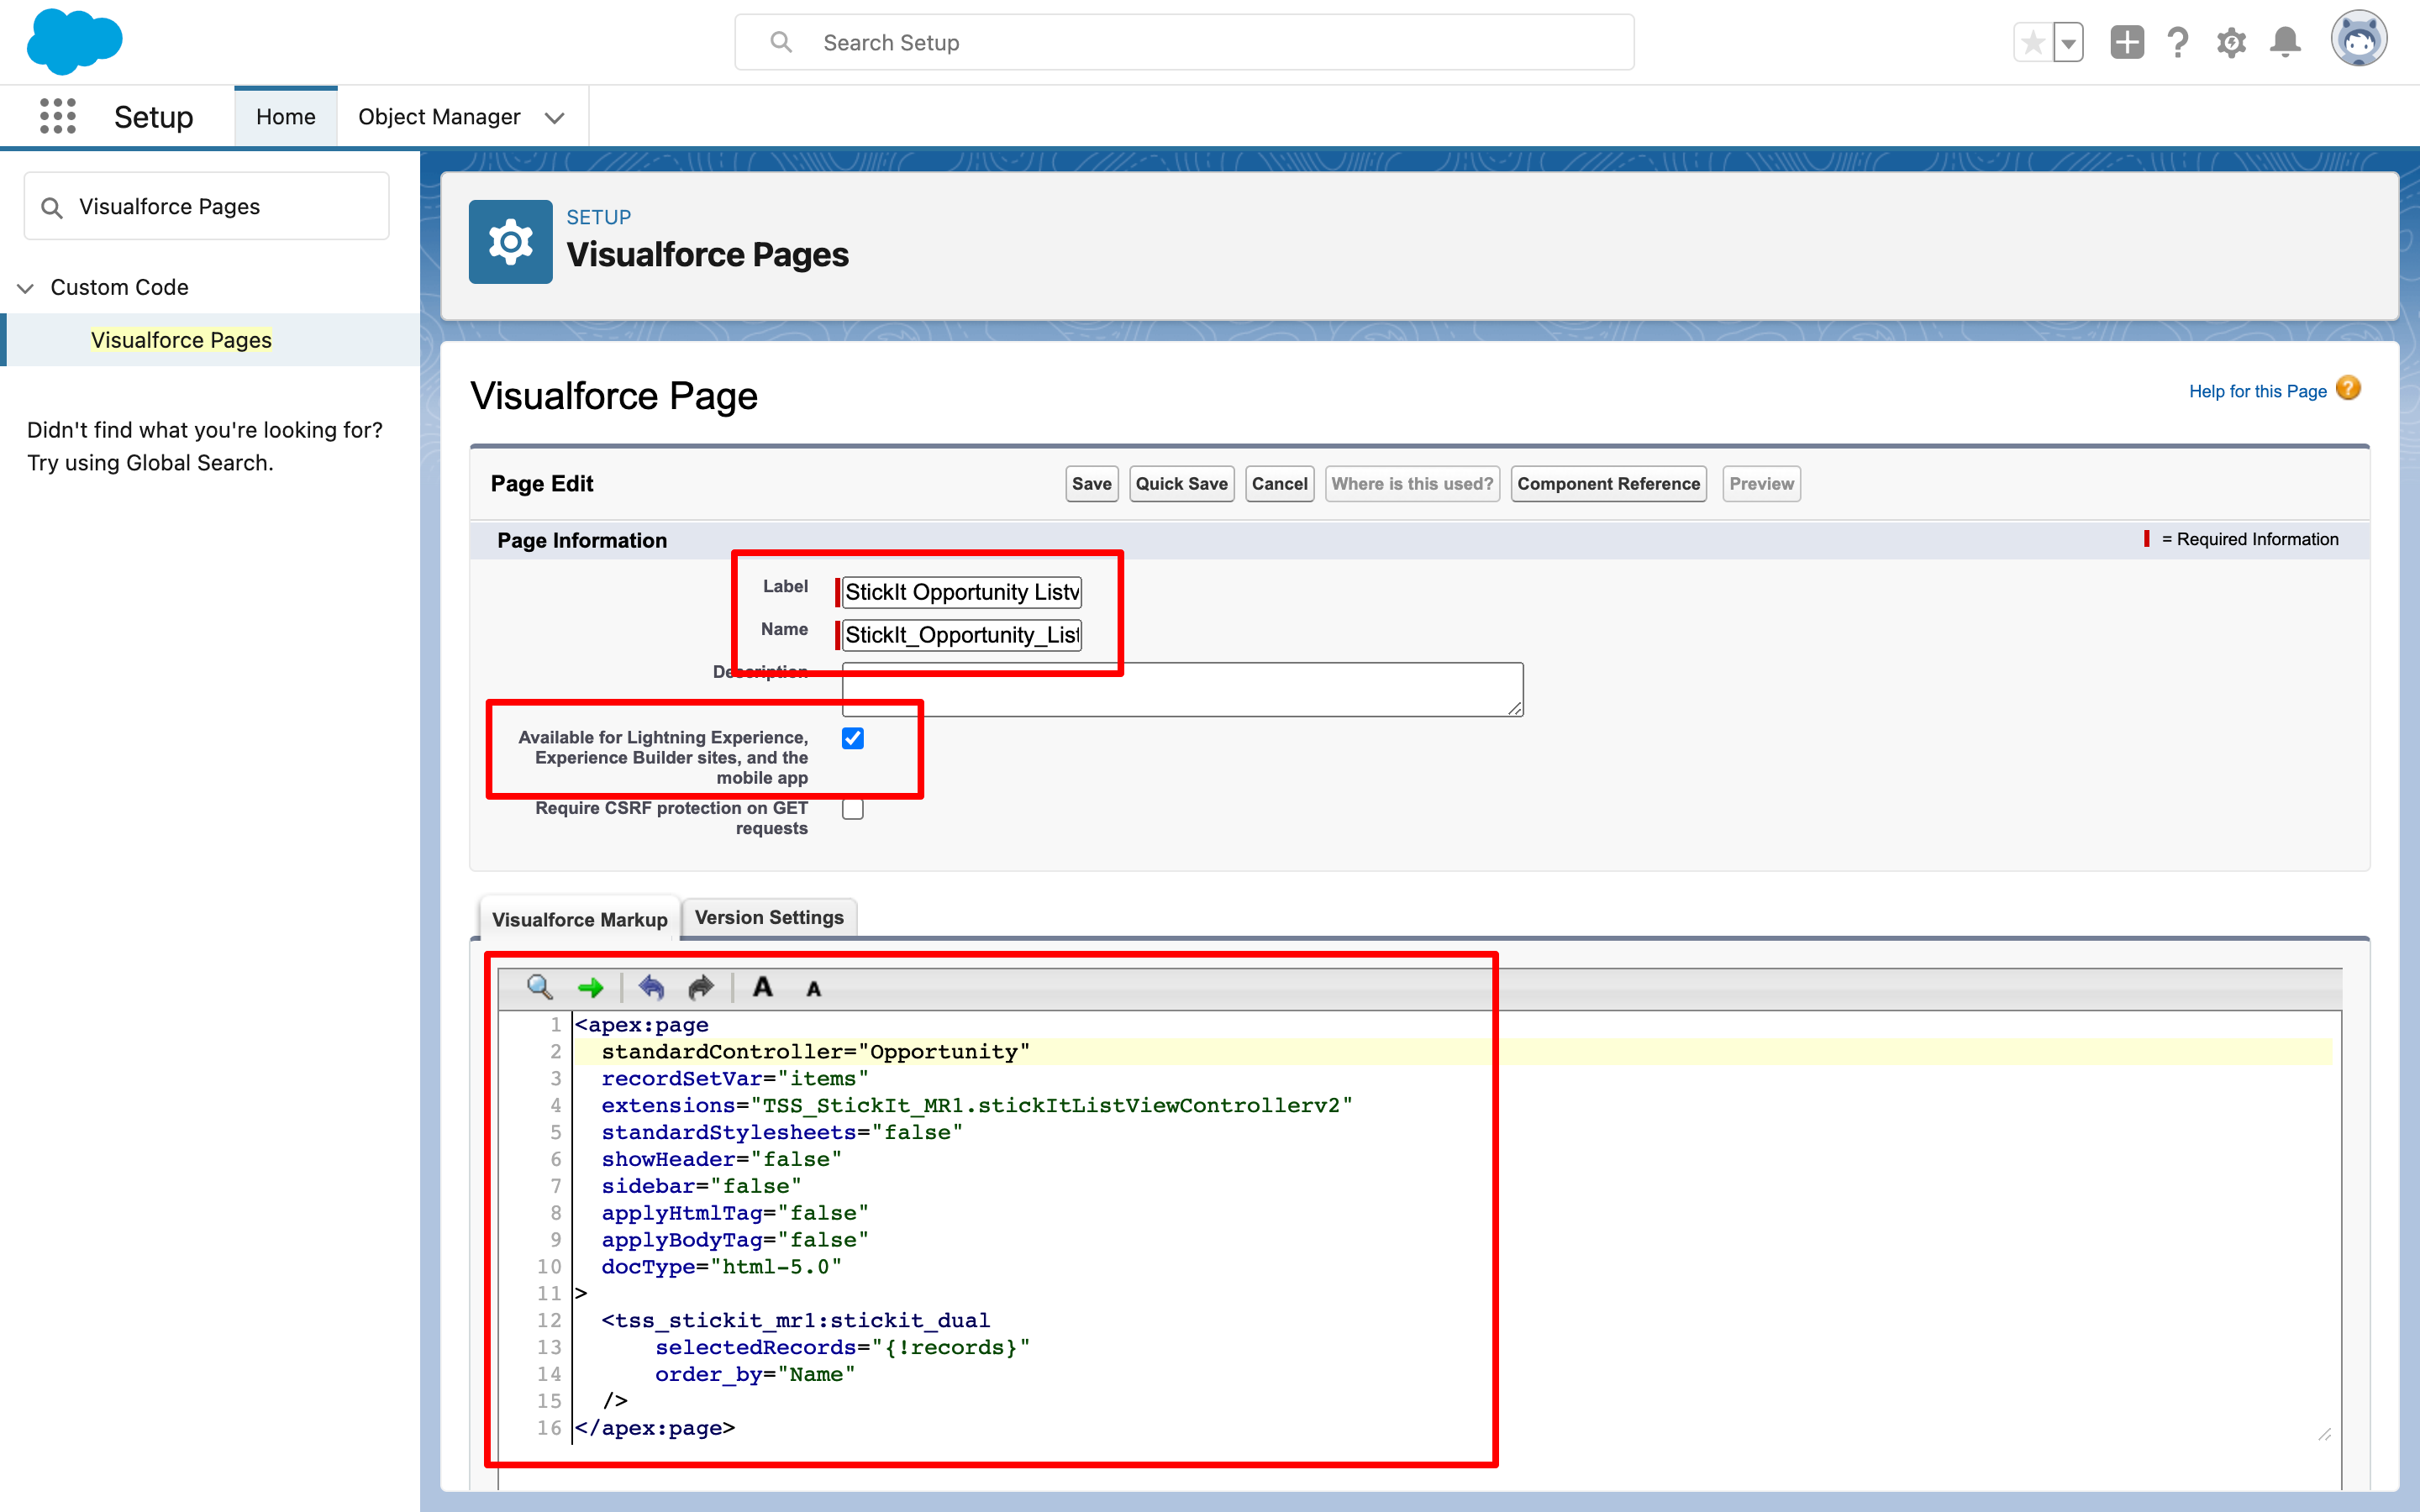 Search Setup
Setup
Home
Object Manager
Visualforce Pages
Custom Code
Visualforce Pages
Didn't find what you're looking for?
Try using Global Search.
SETUP
Visualforce Pages
Visualforce Page
Help for this Page
Page Edit
Save
Quick Save
Cancel
Where is this used?
Component Reference
Preview
Page Information
= Required Information
Label
StickIt Opportunity Listv
Name
StickIt_Opportunity_List
Description
Available for Lightning Experience,
Experience Builder sites, and the
mobile app
Require CSRF protection on GET
requests
Visualforce Markup
Version Settings
A
A
1 <apex:page
2 standardController="Opportunity"
3 recordSetVar="items"
4 extensions="TSS_StickIt_MR1.stickItListViewControllerv2"
5 standardStylesheets="false"
6 showHeader="false"
7 sidebar="false"
8 applyHtmlTag="false"
9 applyBodyTag="false"
10 docType="html-5.0"
11 >
12 <tss_stickit_mr1:stickit_dual
13 selectedRecords="{!records}"
14 order_by="Name"
15 />
16 </apex:page>